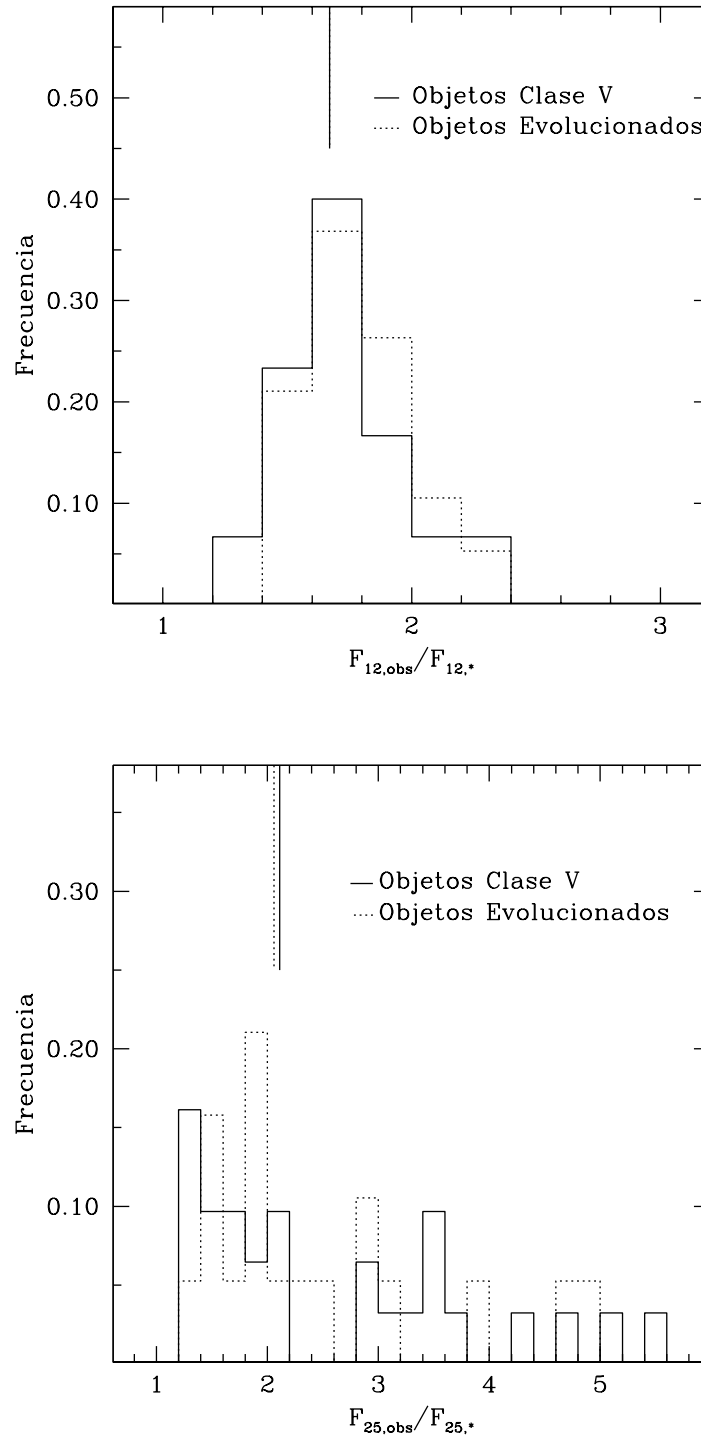 0.50
0.40
0.30
0.20
0.10
Frecuencia
Objetos Clase V
Objetos Evolucionados
1
2
3
F12,obs/F12,*
0.30
0.20
0.10
Frecuencia
Objetos Clase V
Objetos Evolucionados
1
2
3
4
5
F25,obs/F25,*